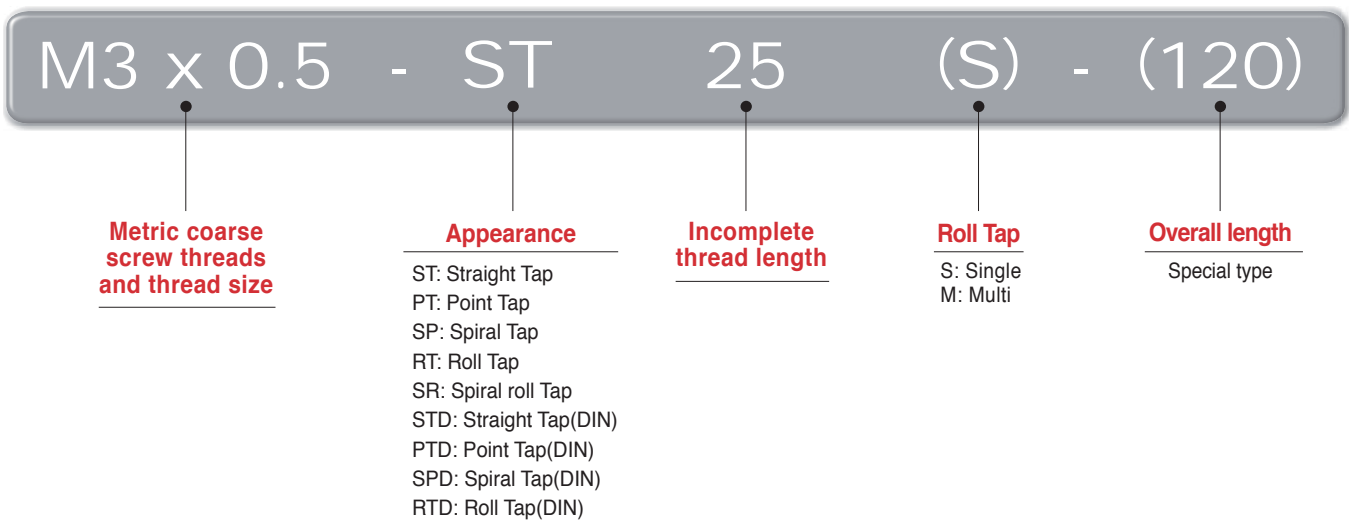 M3 x 0.5 - ST 25 (S) - (120)
Metric coarse
screw threads
and thread size
Appearance
ST: Straight Tap
PT: Point Tap
SP: Spiral Tap
RT: Roll Tap
SR: Spiral roll Tap
STD: Straight Tap(DIN)
PTD: Point Tap(DIN)
SPD: Spiral Tap(DIN)
RTD: Roll Tap(DIN)
Incomplete
thread length
Roll Tap
S: Single
M: Multi
Overall length
Special type